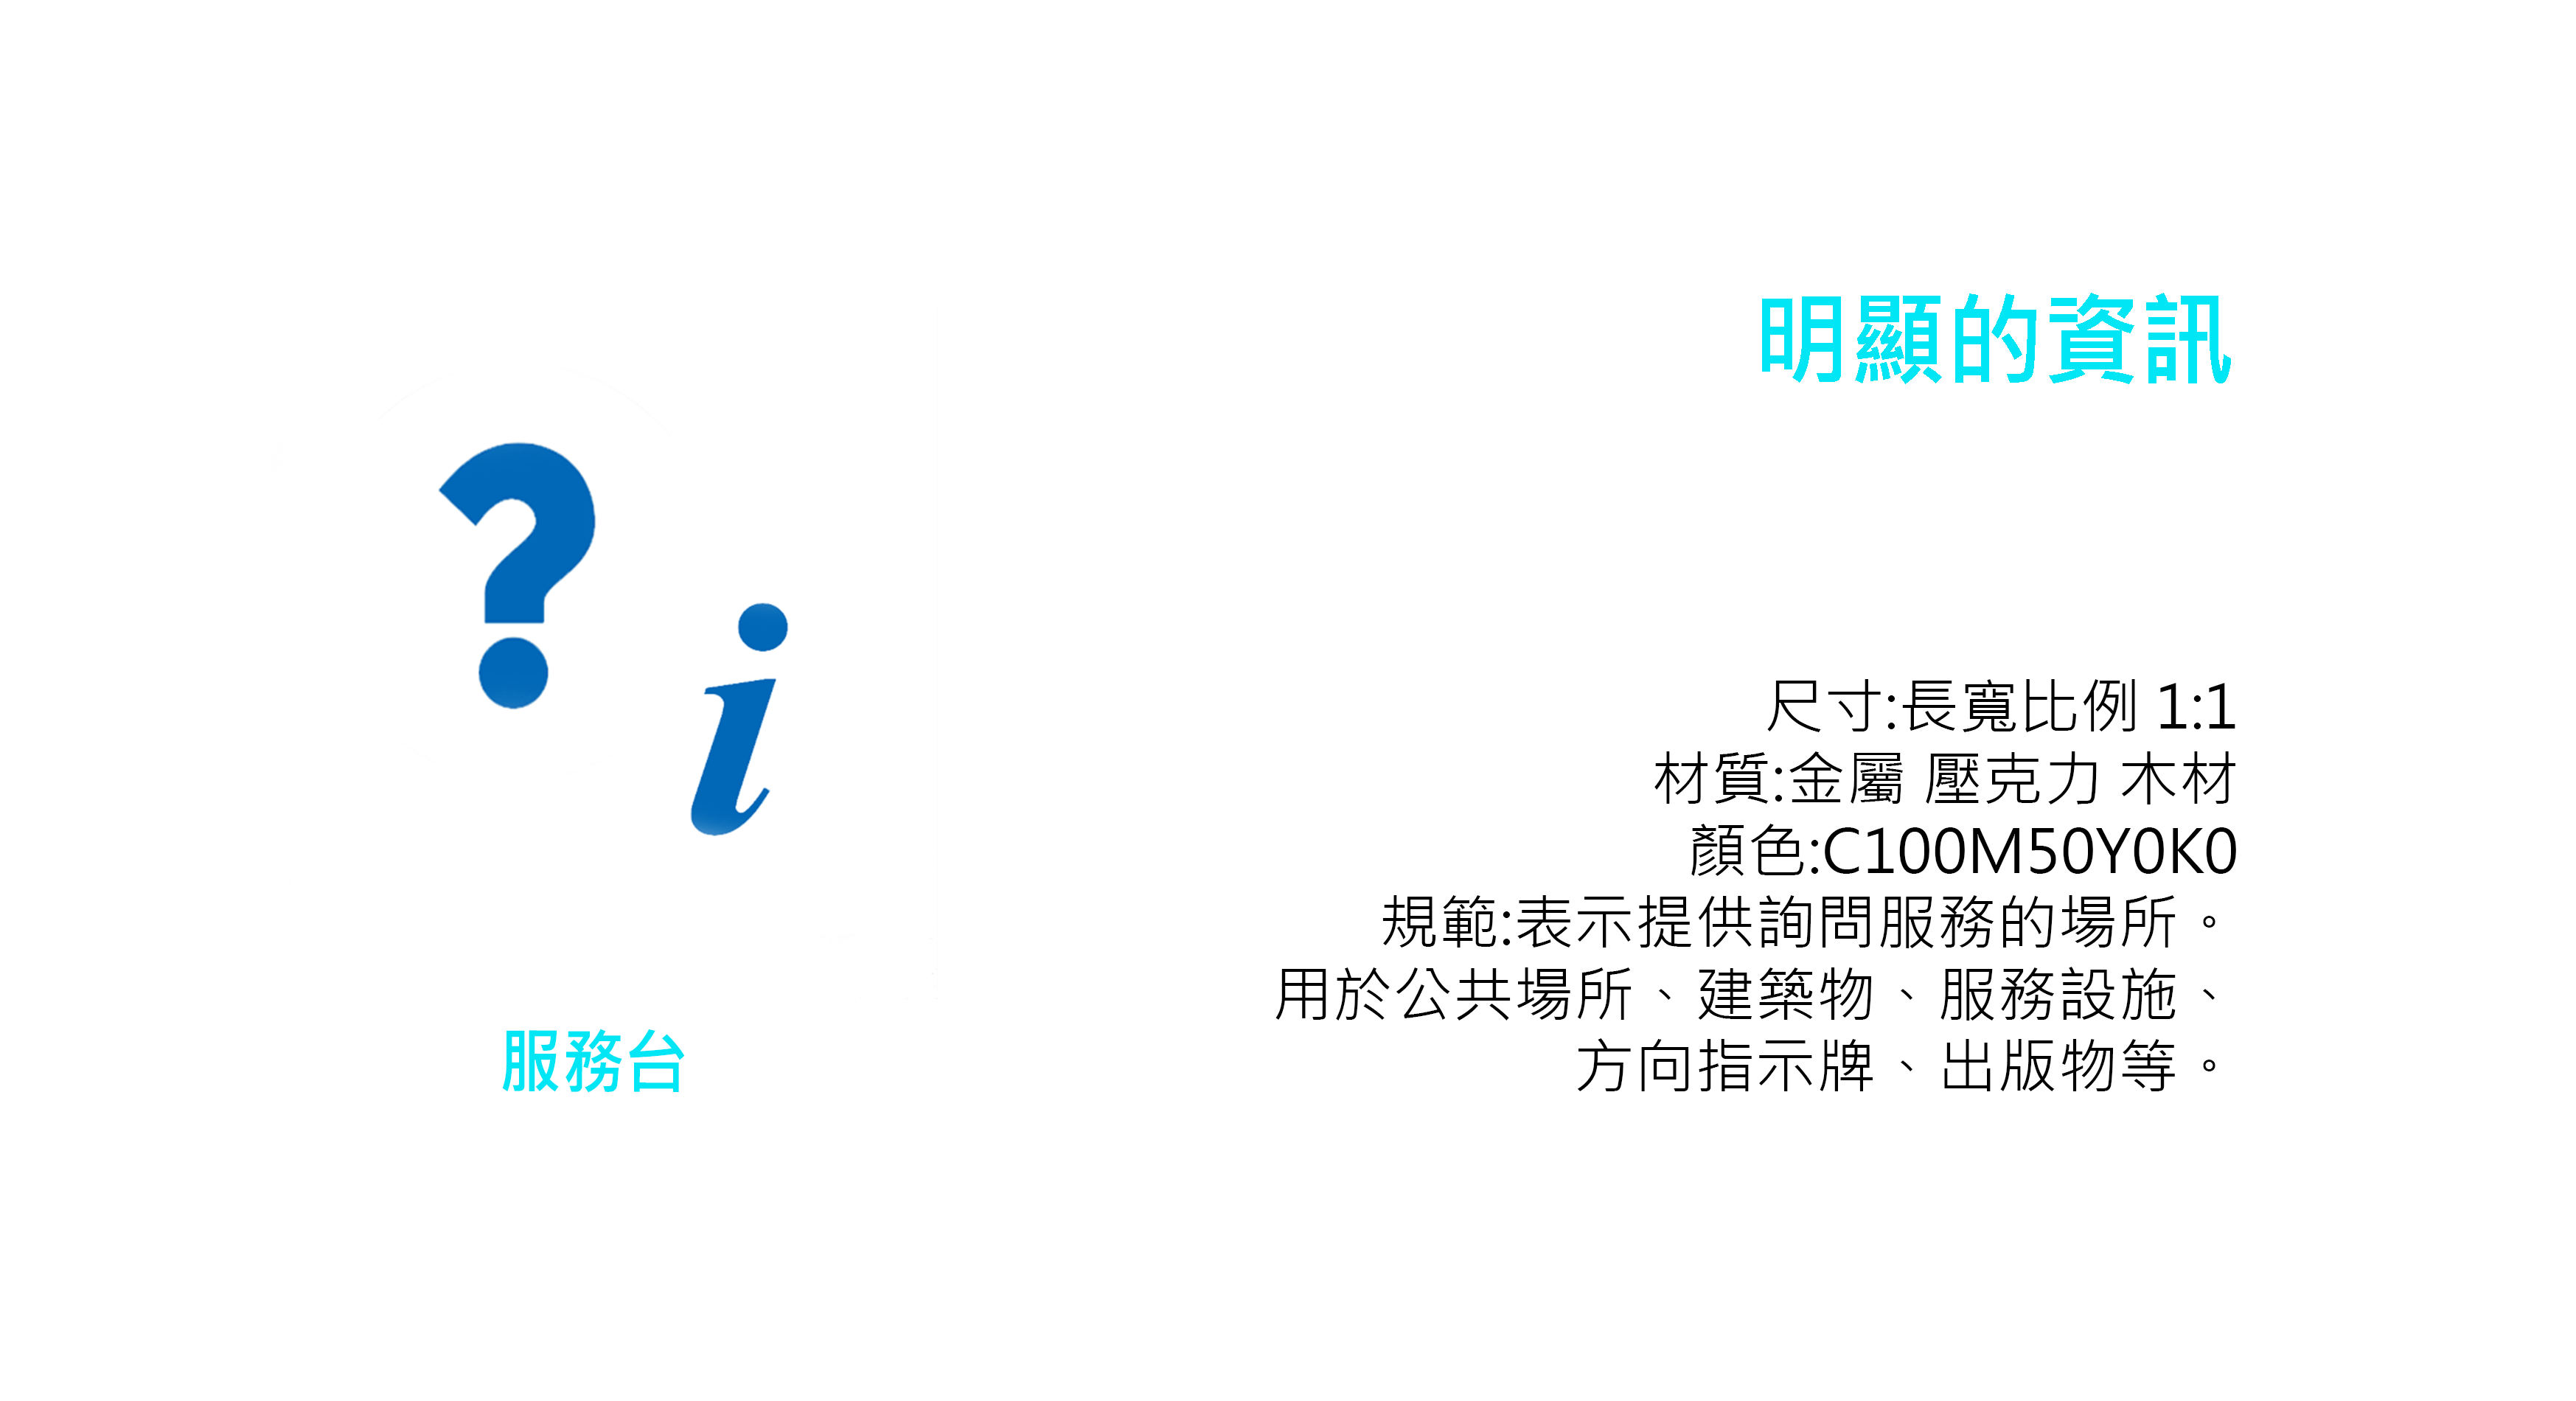 明顯的資訊
?
i
服務台
尺寸:長寬比例 1:1
材質:金屬 壓克力 木材
顏色:C100M50Y0K0
規範:表示提供詢問服務的場所。
用於公共場所、建築物、服務設施、
方向指示牌、出版物等。